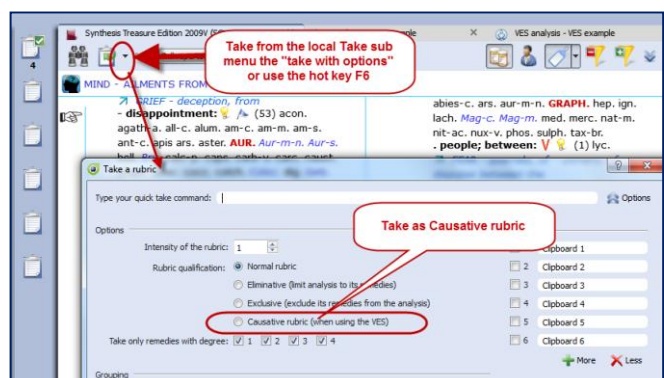 Synthesis Treasure Edition 2009V
VES analysis - VES example
Take from the local Take sub
menu the "take with options"
or use the hot key F6
4
MIND - AILMENTS FROM
GRIEF - deception, from
- disappointment: (53) acon.
agath-a. all-c. alum. am-c. am-m. am-s.
ant-c. apis ars. aster. AUR. Aur-m-n. Aur-s.
abies-c. ars. aur-m-n. GRAPH. hep. ign.
lach. Mag-c. Mag-m. med. merc. nat-m.
nit-ac. nux-v. phos. sulph. tax-br.
. people; between: (1) lyc.
Take a rubric
Type your quick take command:
Options
Options
Take as Causative rubric
Intensity of the rubric: 1
Rubric qualification: Normal rubric
Eliminative (limit analysis to its remedies)
Exclusive (exclude its remedies from the analysis)
Causative rubric (when using the VES)
Take only remedies with degree: 1 2 3 4
Clipboard 1
2 Clipboard 2
3 Clipboard 3
4 Clipboard 4
5 Clipboard 5
6 Clipboard 6
More Less
Grouping